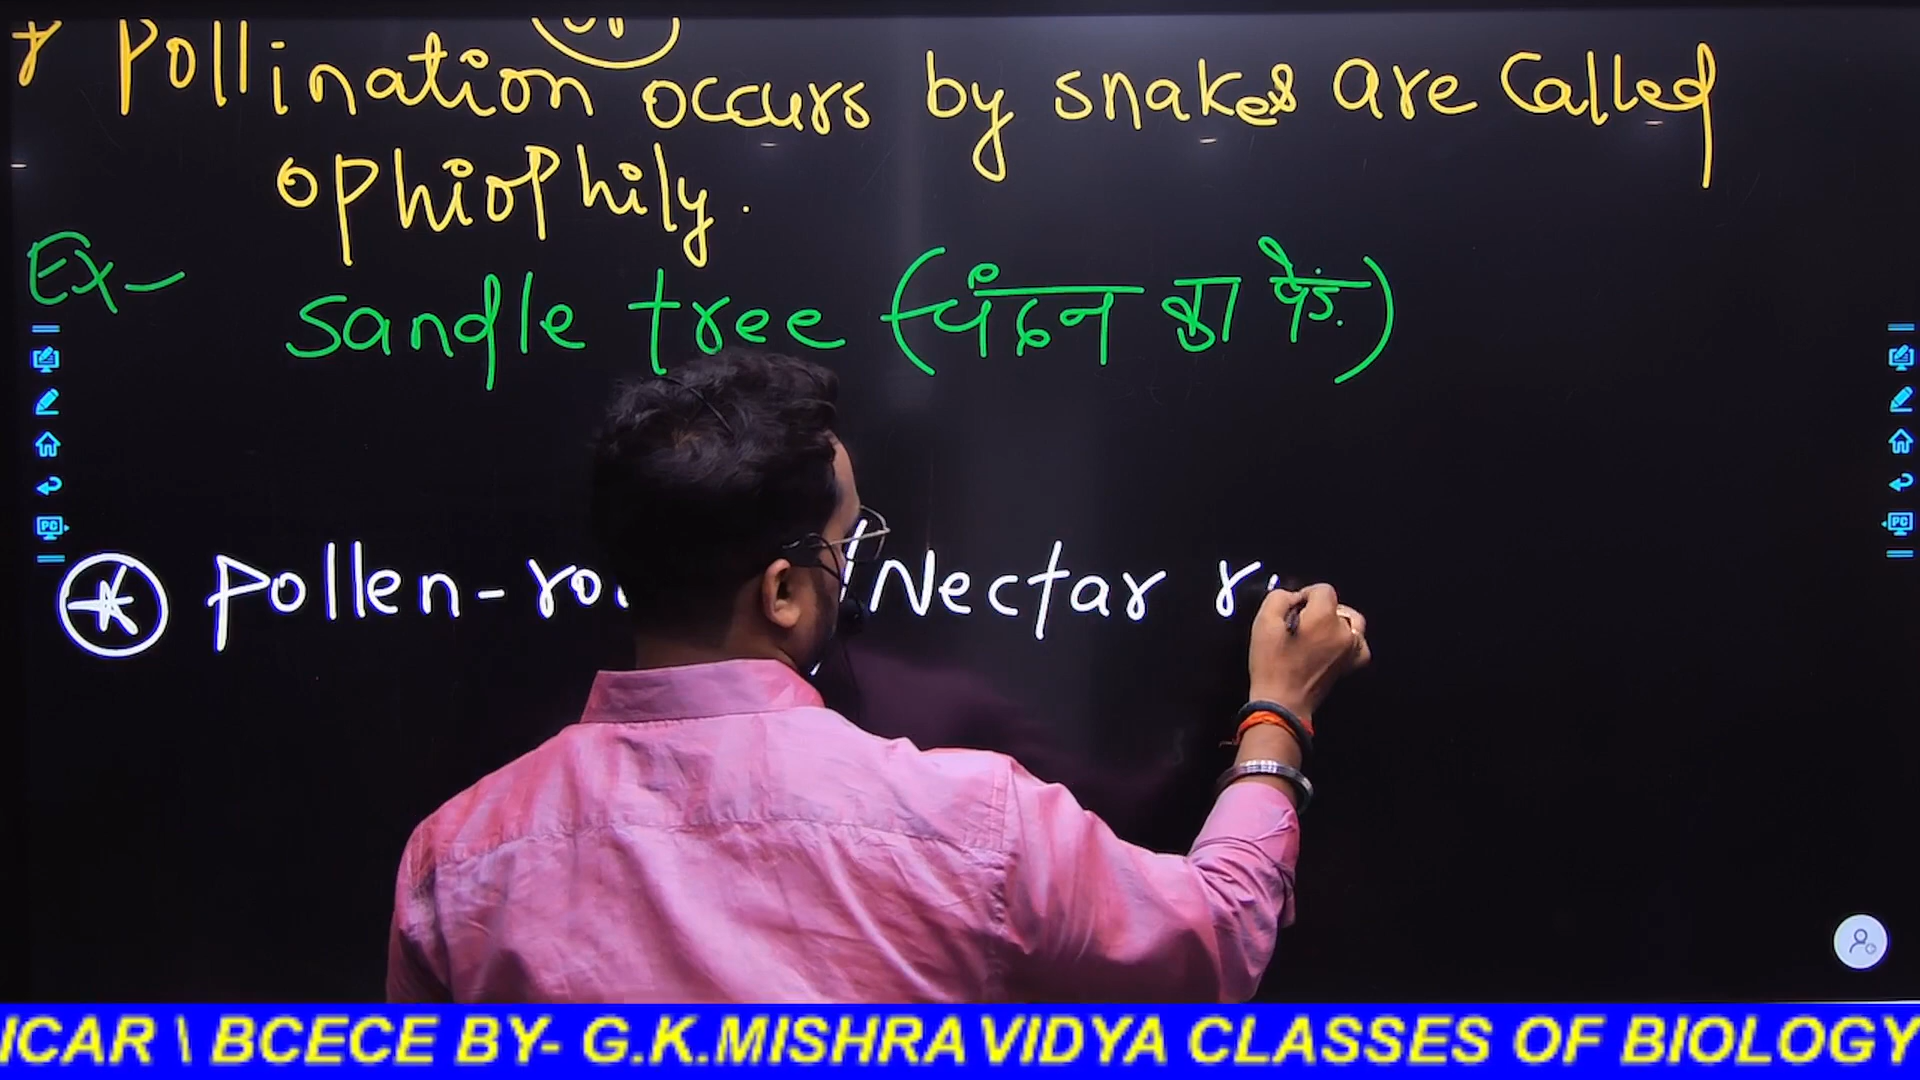 Pollination occurs by snakes are called
ophiophily.
Ex- Sandle tree (चंदन का पेड़)
Pollen- / Nectar
ICAR \ BCECE BY- G.K.MISHRA VIDYA CLASSES OF BIOLOGY